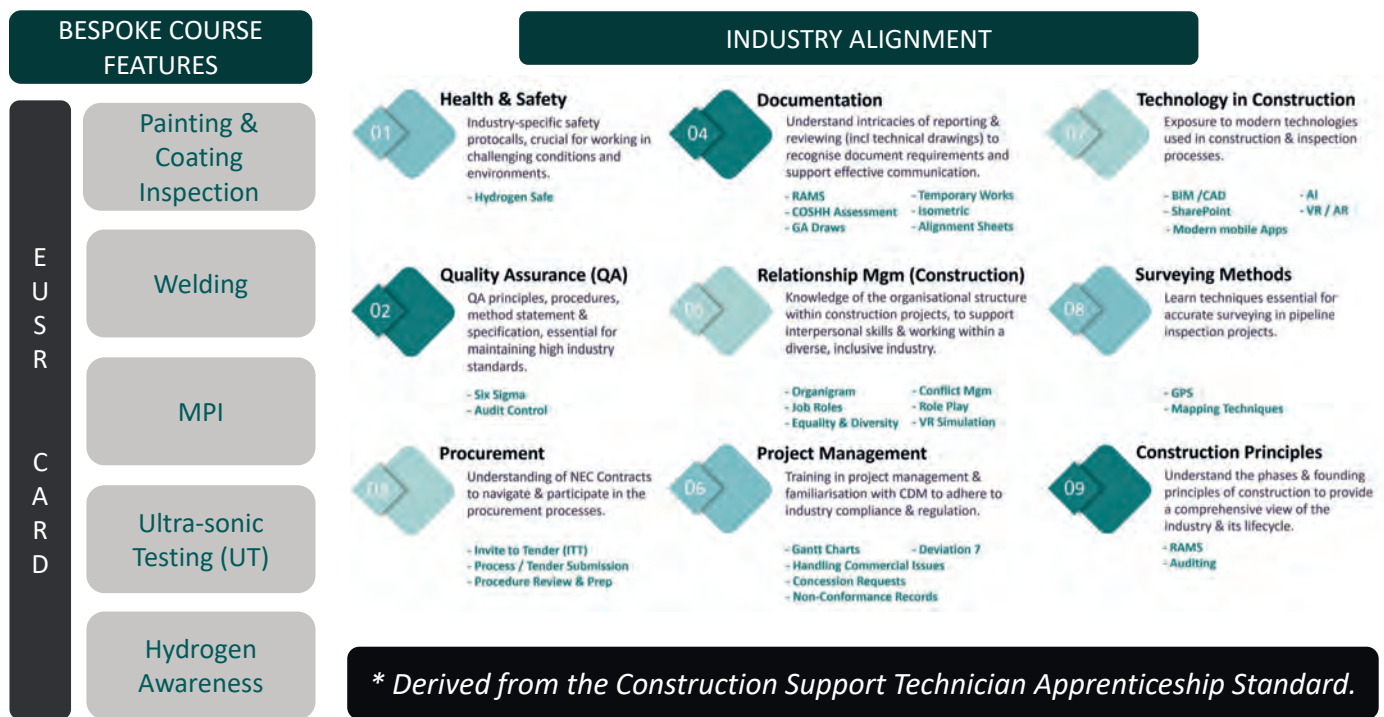 BESPOKE COURSE
FEATURES
EUSR CARD
Painting &
Coating
Inspection
Welding
MPI
Ultra-sonic
Testing (UT)
Hydrogen
Awareness
INDUSTRY ALIGNMENT
01
Health & Safety
Industry-specific safety
protocalls, crucial for working in
challenging conditions and
environments.
- Hydrogen Safe
02
Quality Assurance (QA)
QA principles, procedures,
method statement &
specification, essential for
maintaining high industry
standards.
- Six Sigma
- Audit Control
03
Procurement
Understanding of NEC Contracts
to navigate & participate in the
procurement processes.
- Invite to Tender (ITT)
- Process / Tender Submission
- Procedure Review & Prep
04
Documentation
Understand intricacies of reporting &
reviewing (incl technical drawings) to
recognise document requirements and
support effective communication.
- RAMS
- COSHH Assessment
- GA Draws
- Temporary Works
- Isometric
- Alignment Sheets
05
Relationship Mgm (Construction)
Knowledge of the organisational structure
within construction projects, to support
interpersonal skills & working within a
diverse, inclusive industry.
- Organigram
- Job Roles
- Equality & Diversity
- Conflict Mgm
- Role Play
- VR Simulation
06
Project Management
Training in project management &
familiarisation with CDM to adhere to
industry compliance & regulation.
- Gantt Charts
- Deviation 7
- Handling Commercial Issues
- Concession Requests
- Non-Conformance Records
07
Technology in Construction
Exposure to modern technologies
used in construction & inspection
processes.
- BIM /CAD
- SharePoint
- Modern mobile Apps
- AI
- VR / AR
08
Surveying Methods
Learn techniques essential for
accurate surveying in pipeline
inspection projects.
- GPS
- Mapping Techniques
09
Construction Principles
Understand the phases & founding
principles of construction to provide
a comprehensive view of the
industry & its lifecycle.
- RAMS
- Auditing
* Derived from the Construction Support Technician Apprenticeship Standard.